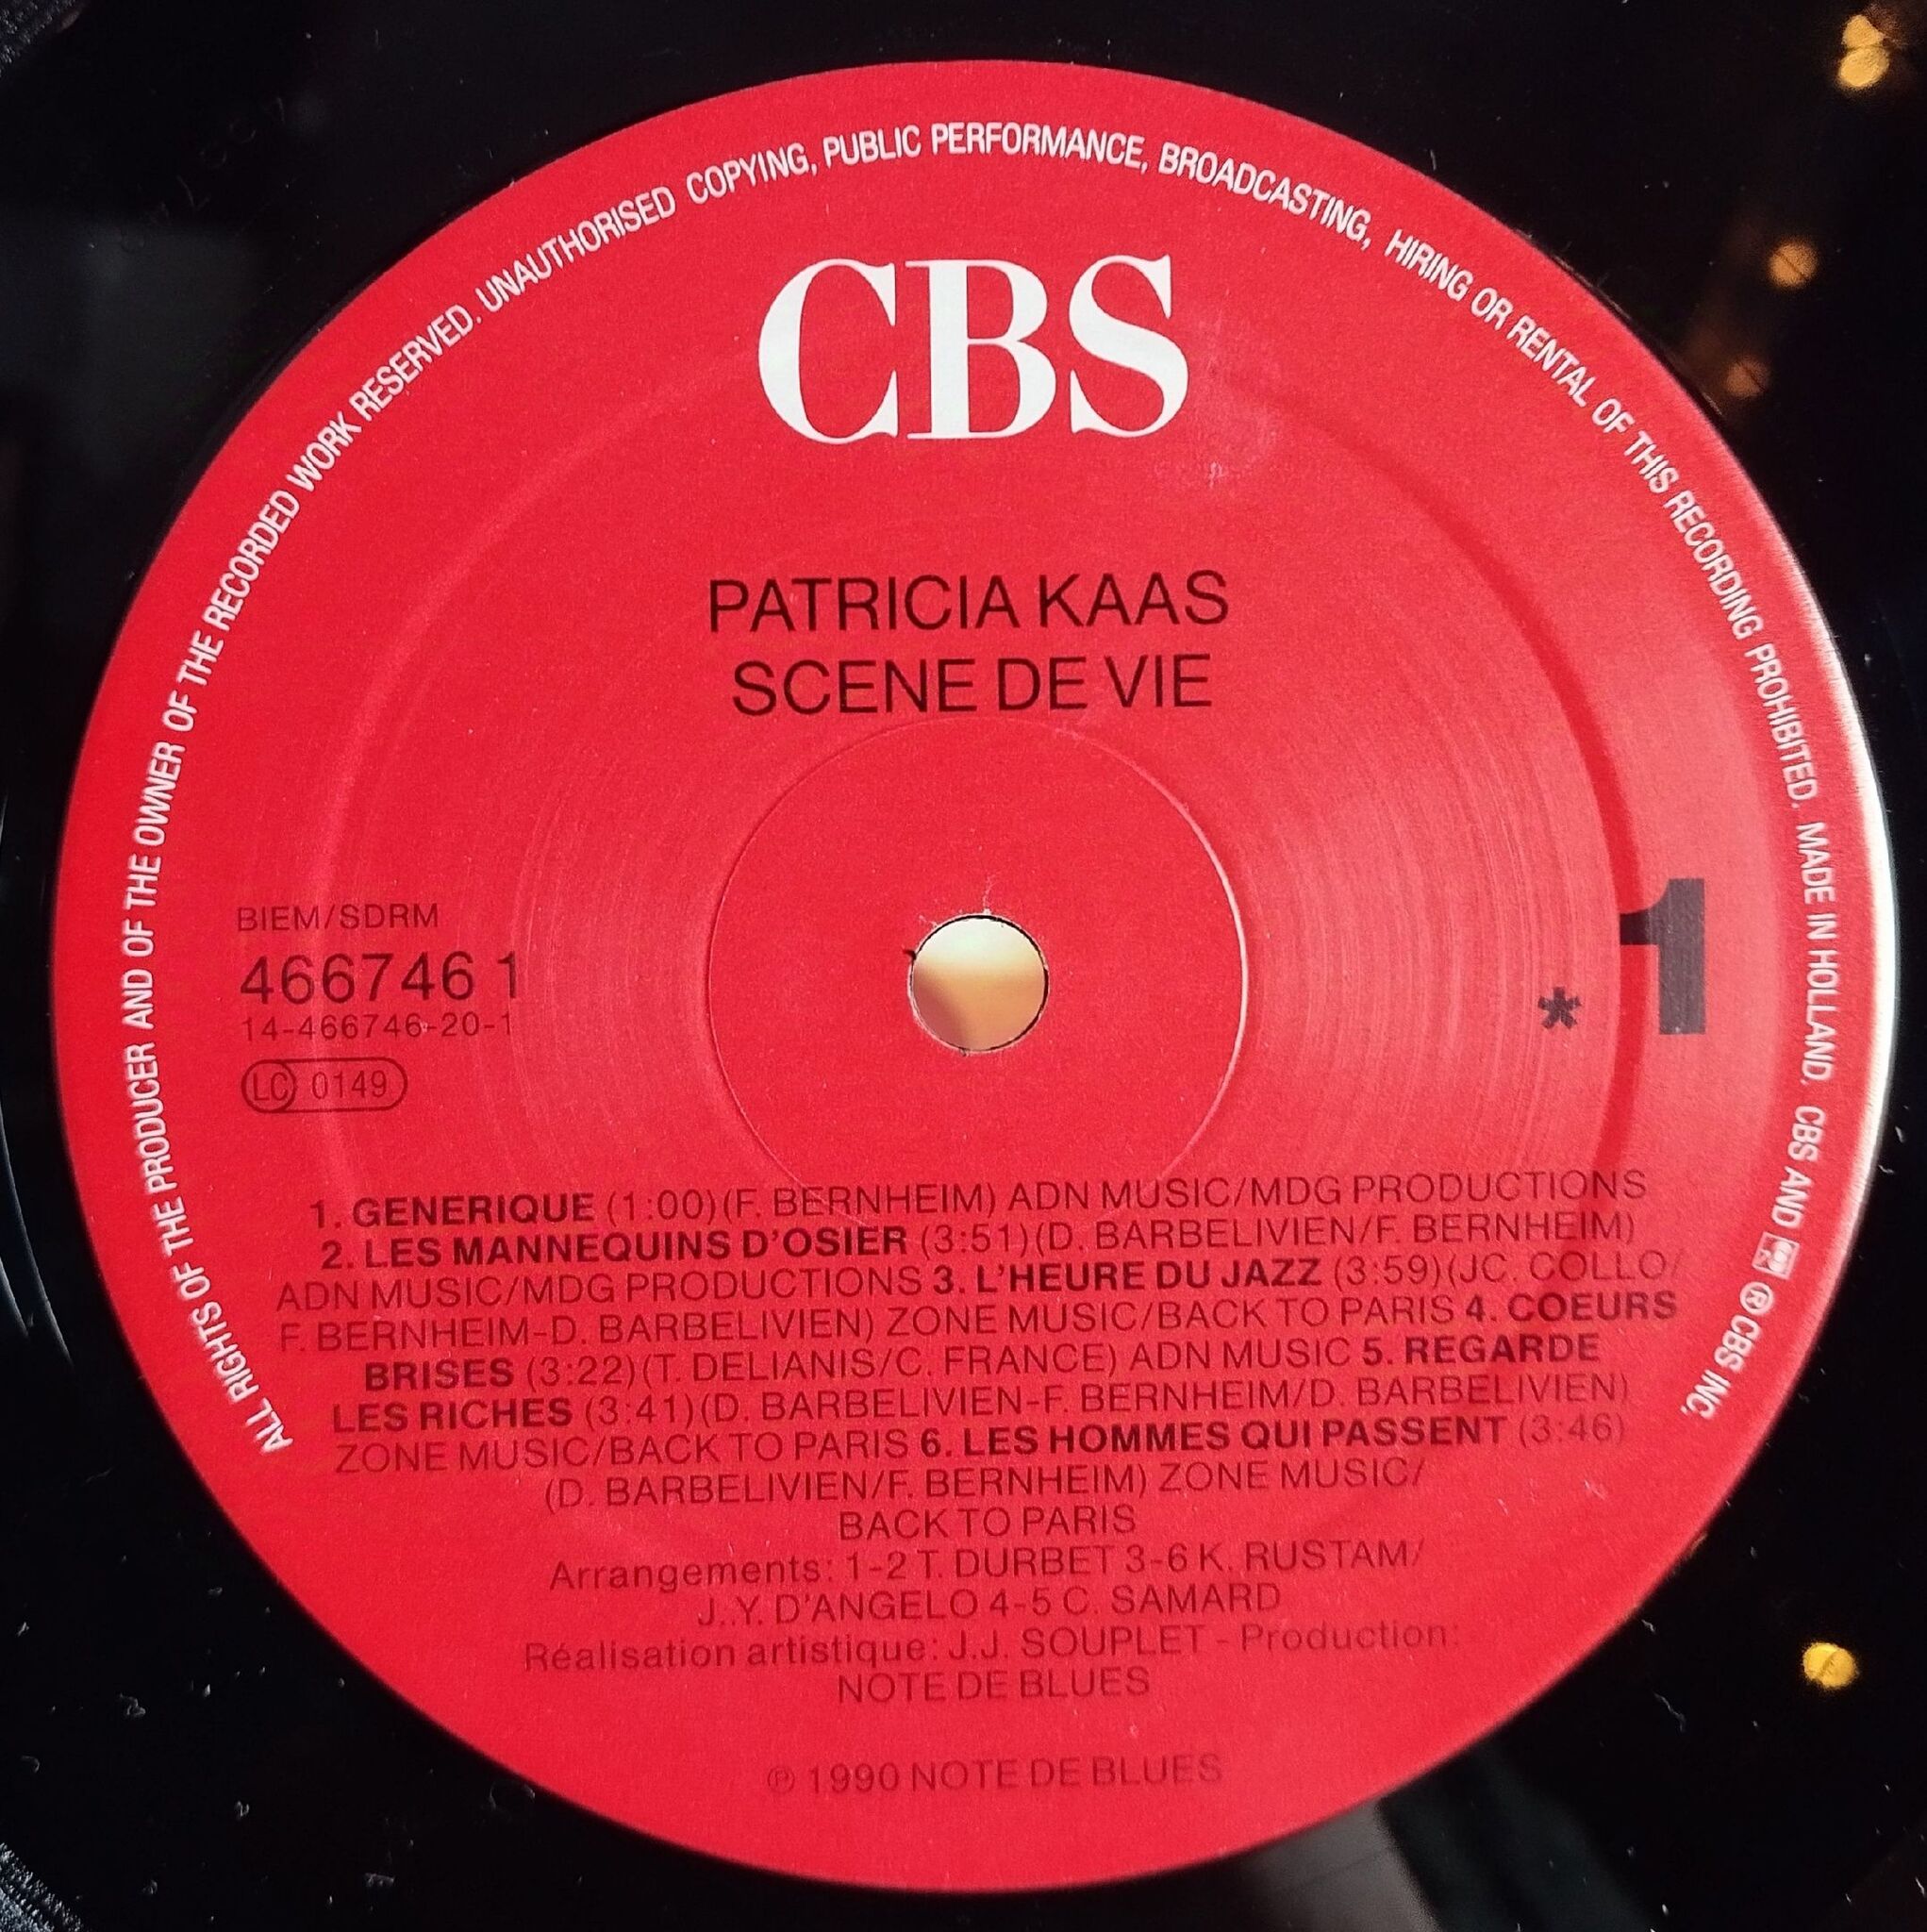 ALL RIGHTS OF THE PRODUCER AND OF THE OWNER OF THE RECORDED WORK RESERVED. UNAUTHORISED COPYING, PUBLIC PERFORMANCE, BROADCASTING, HIRING OR RENTAL OF THIS RECORDING PROHIBITED. MADE IN HOLLAND. CBS AND ® CBS INC.
CBS
PATRICIA KAAS
SCENE DE VIE
BIEM/SDRM
466746 1
14-466746-20-1
LC 0149
* 1
1. GENERIQUE (1:00)(F. BERNHEIM) ADN MUSIC/MDG PRODUCTIONS
2. LES MANNEQUINS D'OSIER (3:51)(D. BARBELIVIEN/F. BERNHEIM)
ADN MUSIC/MDG PRODUCTIONS 3. L'HEURE DU JAZZ (3:59)(JC. COLLO/
F. BERNHEIM-D. BARBELIVIEN) ZONE MUSIC/BACK TO PARIS 4. COEURS
BRISES (3:22)(T. DELIANIS/C. FRANCE) ADN MUSIC 5. REGARDE
LES RICHES (3:41)(D. BARBELIVIEN-F. BERNHEIM/D. BARBELIVIEN)
ZONE MUSIC/BACK TO PARIS 6. LES HOMMES QUI PASSENT (3:46)
(D. BARBELIVIEN/F. BERNHEIM) ZONE MUSIC/
BACK TO PARIS
Arrangements: 1-2 T. DURBET 3-6 K. RUSTAM/
J..Y. D'ANGELO 4-5 C. SAMARD
Réalisation artistique: J.J. SOUPLET - Production:
NOTE DE BLUES
℗ 1990 NOTE DE BLUES